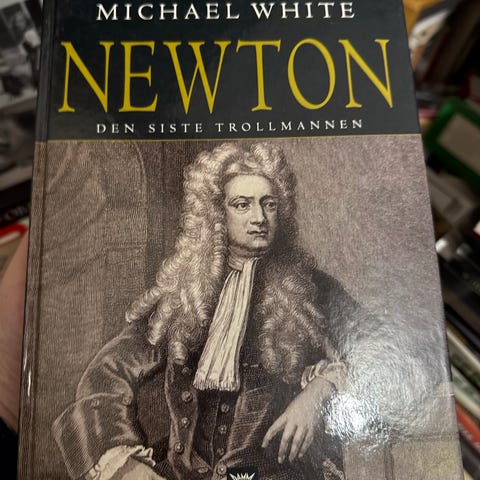 MICHAEL WHITE
NEWTON
DEN SISTE TROLLMANNEN